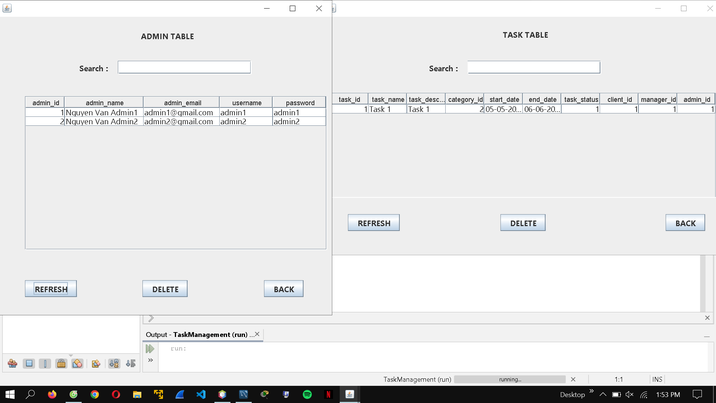 ADMIN TABLE
Search :
admin_id admin_name admin_email username password
1 Nguyen Van Admin1 admin1@gmail.com admin1 admin1
2 Nguyen Van Admin2 admin2@gmail.com admin2 admin2
REFRESH DELETE BACK
TASK TABLE
Search :
task_id task_name task_desc... category_id start_date end_date task_status client_id manager_id admin_id
1 Task 1 Task 1 2 05-05-20... 06-06-20... 1 1 1 1
REFRESH DELETE BACK
Output - TaskManagement (run) ...
run:
TaskManagement (run) running... 1:1 INS
Desktop 1:53 PM